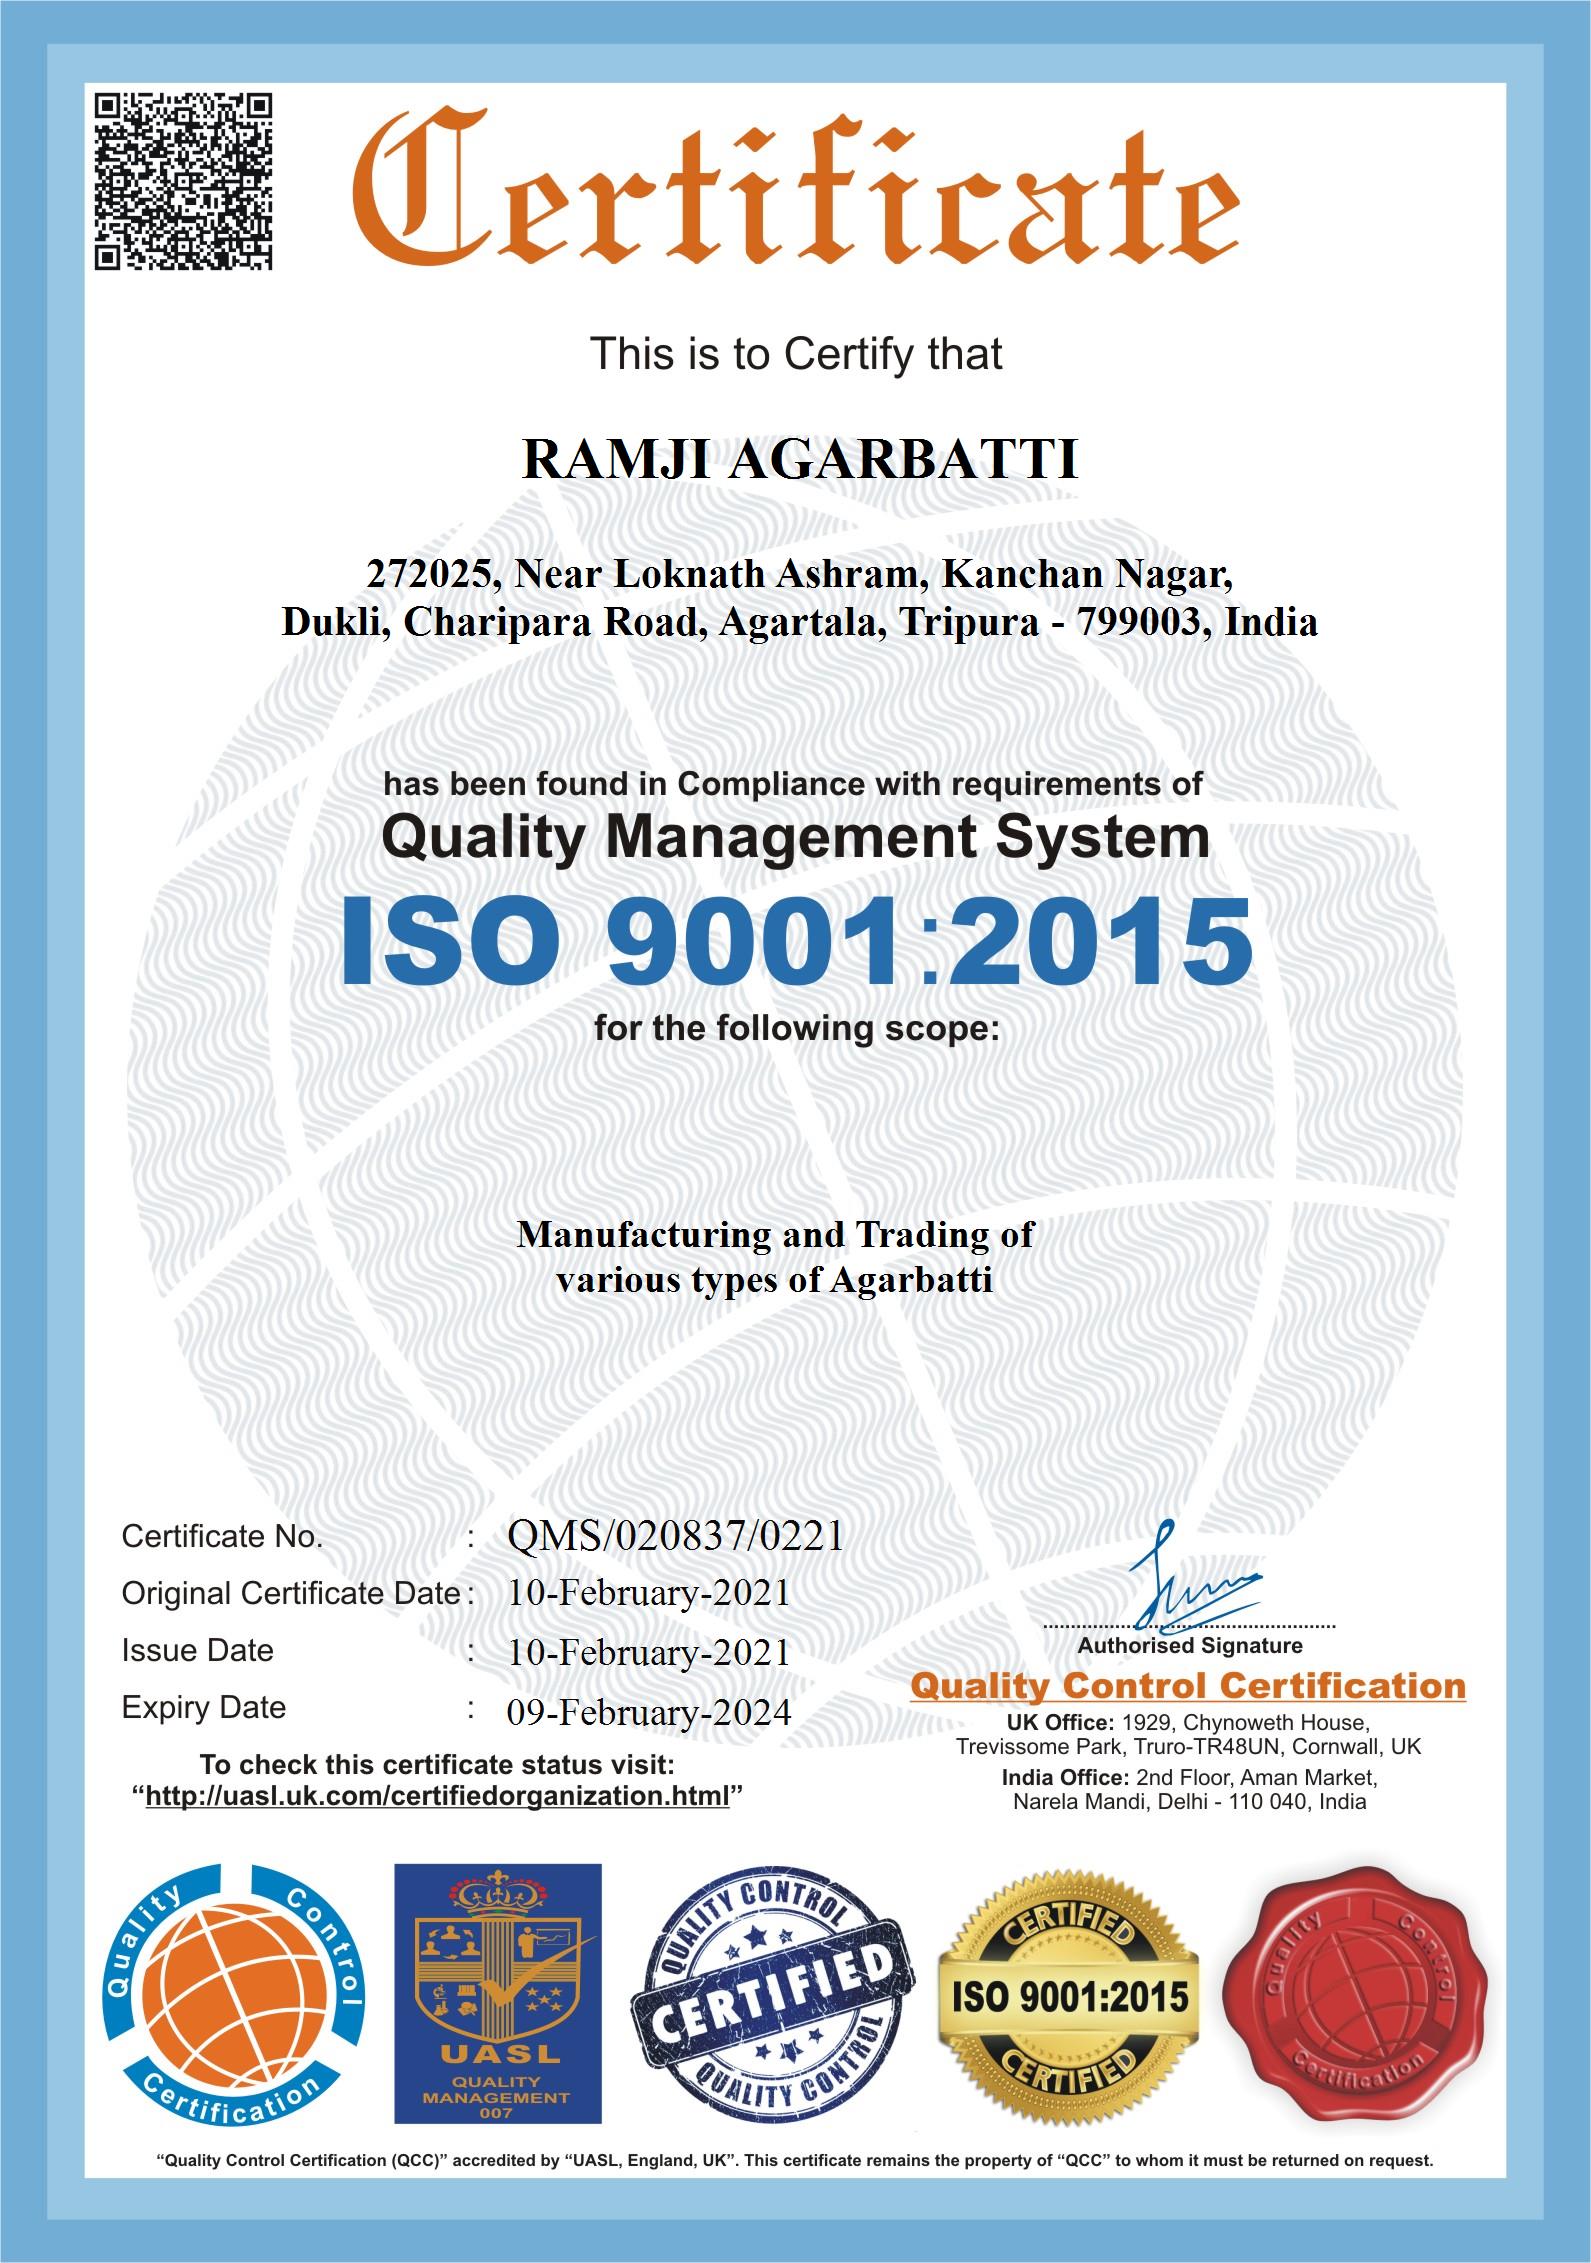 Certificate
This is to Certify that
RAMJI AGARBATTI
272025, Near Loknath Ashram, Kanchan Nagar,
Dukli, Charipara Road, Agartala, Tripura - 799003, India
has been found in Compliance with requirements of
Quality Management System
ISO 9001:2015
for the following scope:
Manufacturing and Trading of
various types of Agarbatti
Certificate No. : QMS/020837/0221
Original Certificate Date : 10-February-2021
Issue Date : 10-February-2021
Expiry Date : 09-February-2024
To check this certificate status visit:
“http://uasl.uk.com/certifiedorganization.html”
Authorised Signature
Quality Control Certification
UK Office: 1929, Chynoweth House,
Trevissome Park, Truro-TR48UN, Cornwall, UK
India Office: 2nd Floor, Aman Market,
Narela Mandi, Delhi - 110 040, India
Quality Control Certification
UASL
QUALITY
MANAGEMENT
007
QUALITY CONTROL
CERTIFIED
QUALITY CONTROL
CERTIFIED
ISO 9001:2015
CERTIFIED
Quality Control Certification
“Quality Control Certification (QCC)” accredited by “UASL, England, UK”. This certificate remains the property of “QCC” to whom it must be returned on request.